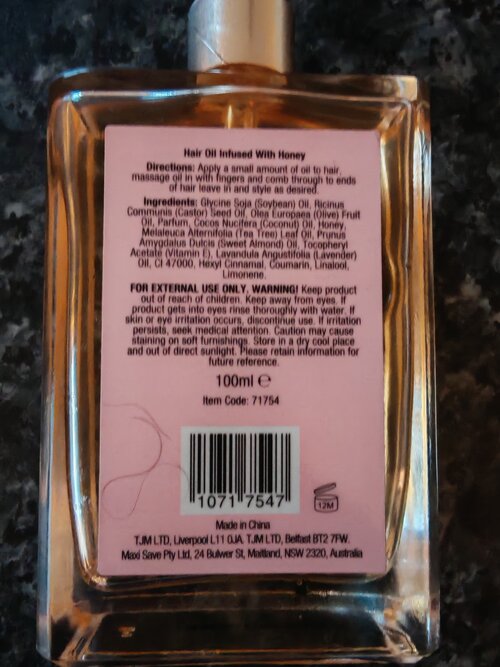 Hair Oil Infused With Honey
Directions: Apply a small amount of oil to hair,
massage oil in with fingers and comb through to ends
of hair leave in and style as desired.
Ingredients: Glycine Soja (Soybean) Oil, Ricinus
Communis (Castor) Seed Oil, Olea Europaea (Olive) Fruit
Oil, Parfum, Cocos Nucifera (Coconut) Oil, Honey,
Melaleuca Alternifolia (Tea Tree) Leaf Oil, Prunus
Amygdalus Dulcis (Sweet Almond) Oil, Tocopheryl
Acetate (Vitamin E), Lavandula Angustifolia (Lavender)
Oil, CI 47000, Hexyl Cinnamal, Coumarin, Linalool,
Limonene.
FOR EXTERNAL USE ONLY. WARNING! Keep product
out of reach of children. Keep away from eyes. If
product gets into eyes rinse thoroughly with water. If
skin or eye irritation occurs, discontinue use. If irritation
persists, seek medical attention. Caution may cause
staining on soft furnishings. Store in a dry cool place
and out of direct sunlight. Please retain information for
future reference.
100ml ℮
Item Code: 71754
1071 7547
12M
Made in China
TJM LTD, Liverpool L11 0JA. TJM LTD, Belfast BT2 7FW.
Maxi Save Pty Ltd, 24 Bulwer St, Maitland, NSW 2320, Australia